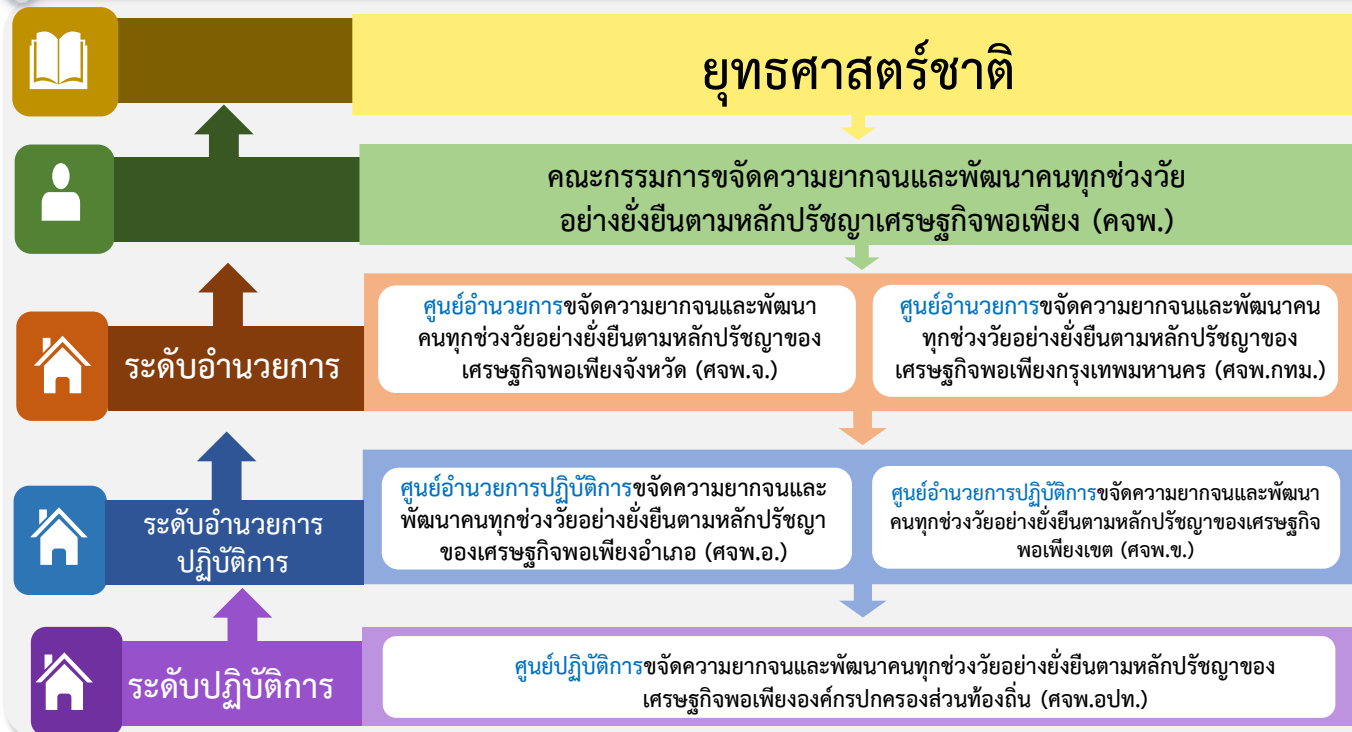 ยุทธศาสตร์ชาติ
คณะกรรมการขจัดความยากจนและพัฒนาคนทุกช่วงวัย
อย่างยั่งยืนตามหลักปรัชญาเศรษฐกิจพอเพียง (คจพ.)
ระดับอำนวยการ
ศูนย์อำนวยการขจัดความยากจนและพัฒนา
คนทุกช่วงวัยอย่างยั่งยืนตามหลักปรัชญาของ
เศรษฐกิจพอเพียงจังหวัด (ศจพ.จ.)
ศูนย์อำนวยการขจัดความยากจนและพัฒนาคน
ทุกช่วงวัยอย่างยั่งยืนตามหลักปรัชญาของ
เศรษฐกิจพอเพียงกรุงเทพมหานคร (ศจพ.กทม.)
ระดับอำนวยการ
ปฏิบัติการ
ศูนย์อำนวยการปฏิบัติการขจัดความยากจนและ
พัฒนาคนทุกช่วงวัยอย่างยั่งยืนตามหลักปรัชญา
ของเศรษฐกิจพอเพียงอำเภอ (ศจพ.อ.)
ศูนย์อำนวยการปฏิบัติการขจัดความยากจนและพัฒนา
คนทุกช่วงวัยอย่างยั่งยืนตามหลักปรัชญาของเศรษฐกิจ
พอเพียงเขต (ศจพ.ข.)
ระดับปฏิบัติการ
ศูนย์ปฏิบัติการขจัดความยากจนและพัฒนาคนทุกช่วงวัยอย่างยั่งยืนตามหลักปรัชญาของ
เศรษฐกิจพอเพียงองค์กรปกครองส่วนท้องถิ่น (ศจพ.อปท.)